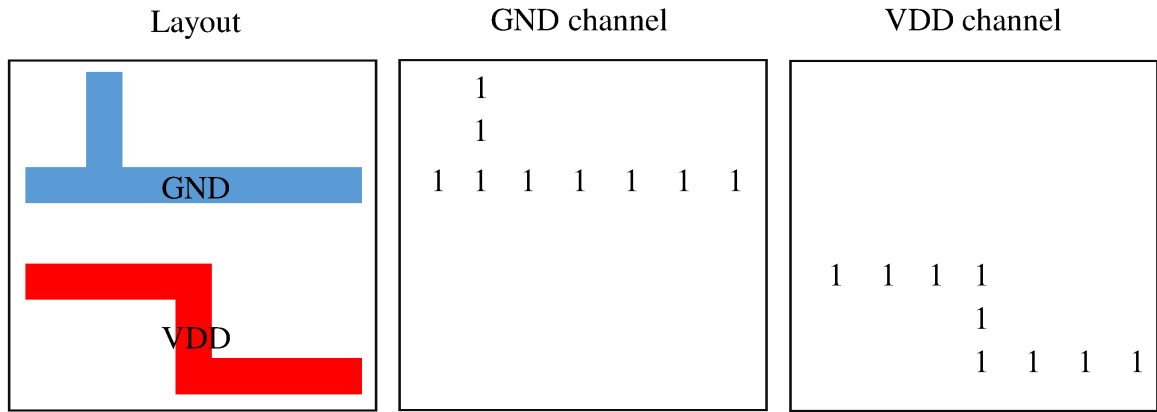 Layout
GND channel
VDD channel
GND
VDD
1
1
1 1 1 1 1 1 1
1 1 1 1
1
1 1 1 1